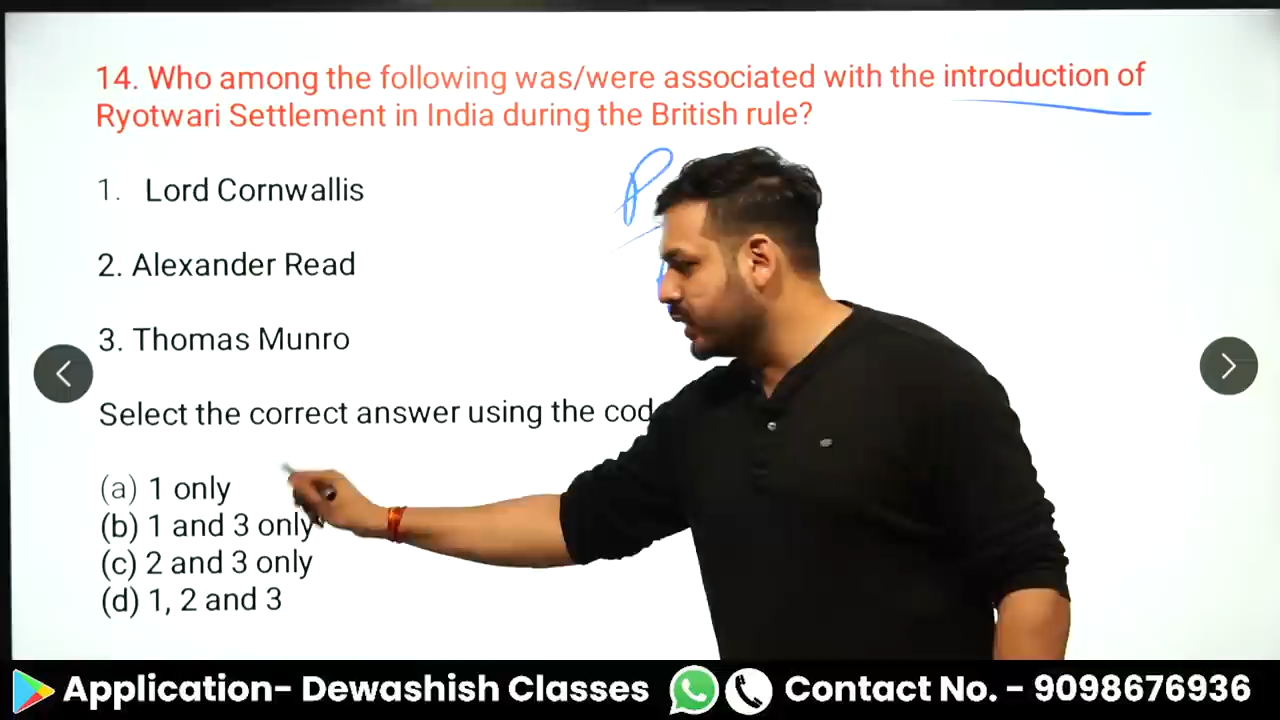 14. Who among the following was/were associated with the introduction of
Ryotwari Settlement in India during the British rule?
1. Lord Cornwallis
2. Alexander Read
3. Thomas Munro
Select the correct answer using the
(a) 1 only
(b) 1 and 3 only
(c) 2 and 3 only
(d) 1, 2 and 3
P
Application- Dewashish Classes
Contact No. - 9098676936